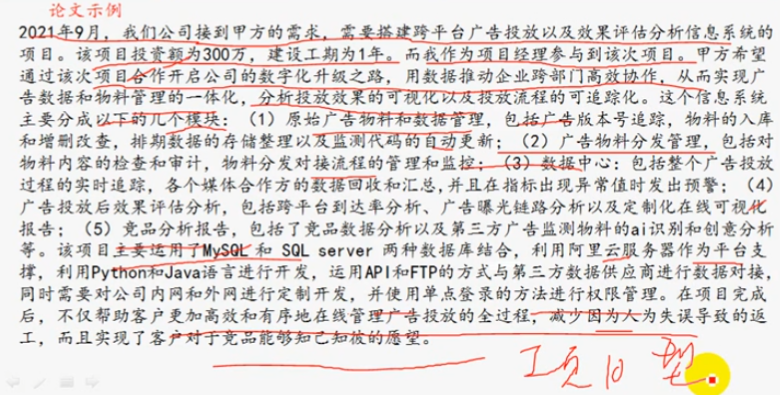 论文示例
2021年9月，我们公司接到甲方的需求，需要搭建跨平台广告投放以及效果评估分析信息系统的
项目。该项目投资额为300万，建设工期为1年。而我作为项目经理参与到该次项目。甲方希望
通过该次项目合作开启公司的数字化升级之路，用数据推动企业跨部门高效协作，从而实现广
告数据和物料管理的一体化，分析投放效果的可视化以及投放流程的可追踪化。这个信息系统
主要分成以下的几个模块：（1）原始广告物料和数据管理，包括广告版本号追踪，物料的入库
和增删改查，排期数据的存储整理以及监测代码的自动更新；（2）广告物料分发管理，包括对
物料内容的检查和审计，物料分发对接流程的管理和监控；（3）数据中心：包括整个广告投放
过程的实时追踪，各个媒体合作方的数据回收和汇总，并且在指标出现异常值时发出预警；（4）
广告投放后效果评估分析，包括跨平台到达率分析、广告曝光链路分析以及定制化在线可视化
报告；（5）竞品分析报告，包括了竞品数据分析以及第三方广告监测物料的ai识别和创意分析
等。该项目主要运用了MySQL 和 SQL server 两种数据库结合，利用阿里云服务器作为平台支
撑，利用Python和Java语言进行开发，运用API和FTP的方式与第三方数据供应商进行数据对接，
同时需要对公司内网和外网进行定制开发，并使用单点登录的方法进行权限管理。在项目完成
后，不仅帮助客户更加高效和有序地在线管理广告投放的全过程，减少因为人为失误导致的返
工，而且实现了客户对于竞品能够知己知彼的愿望。